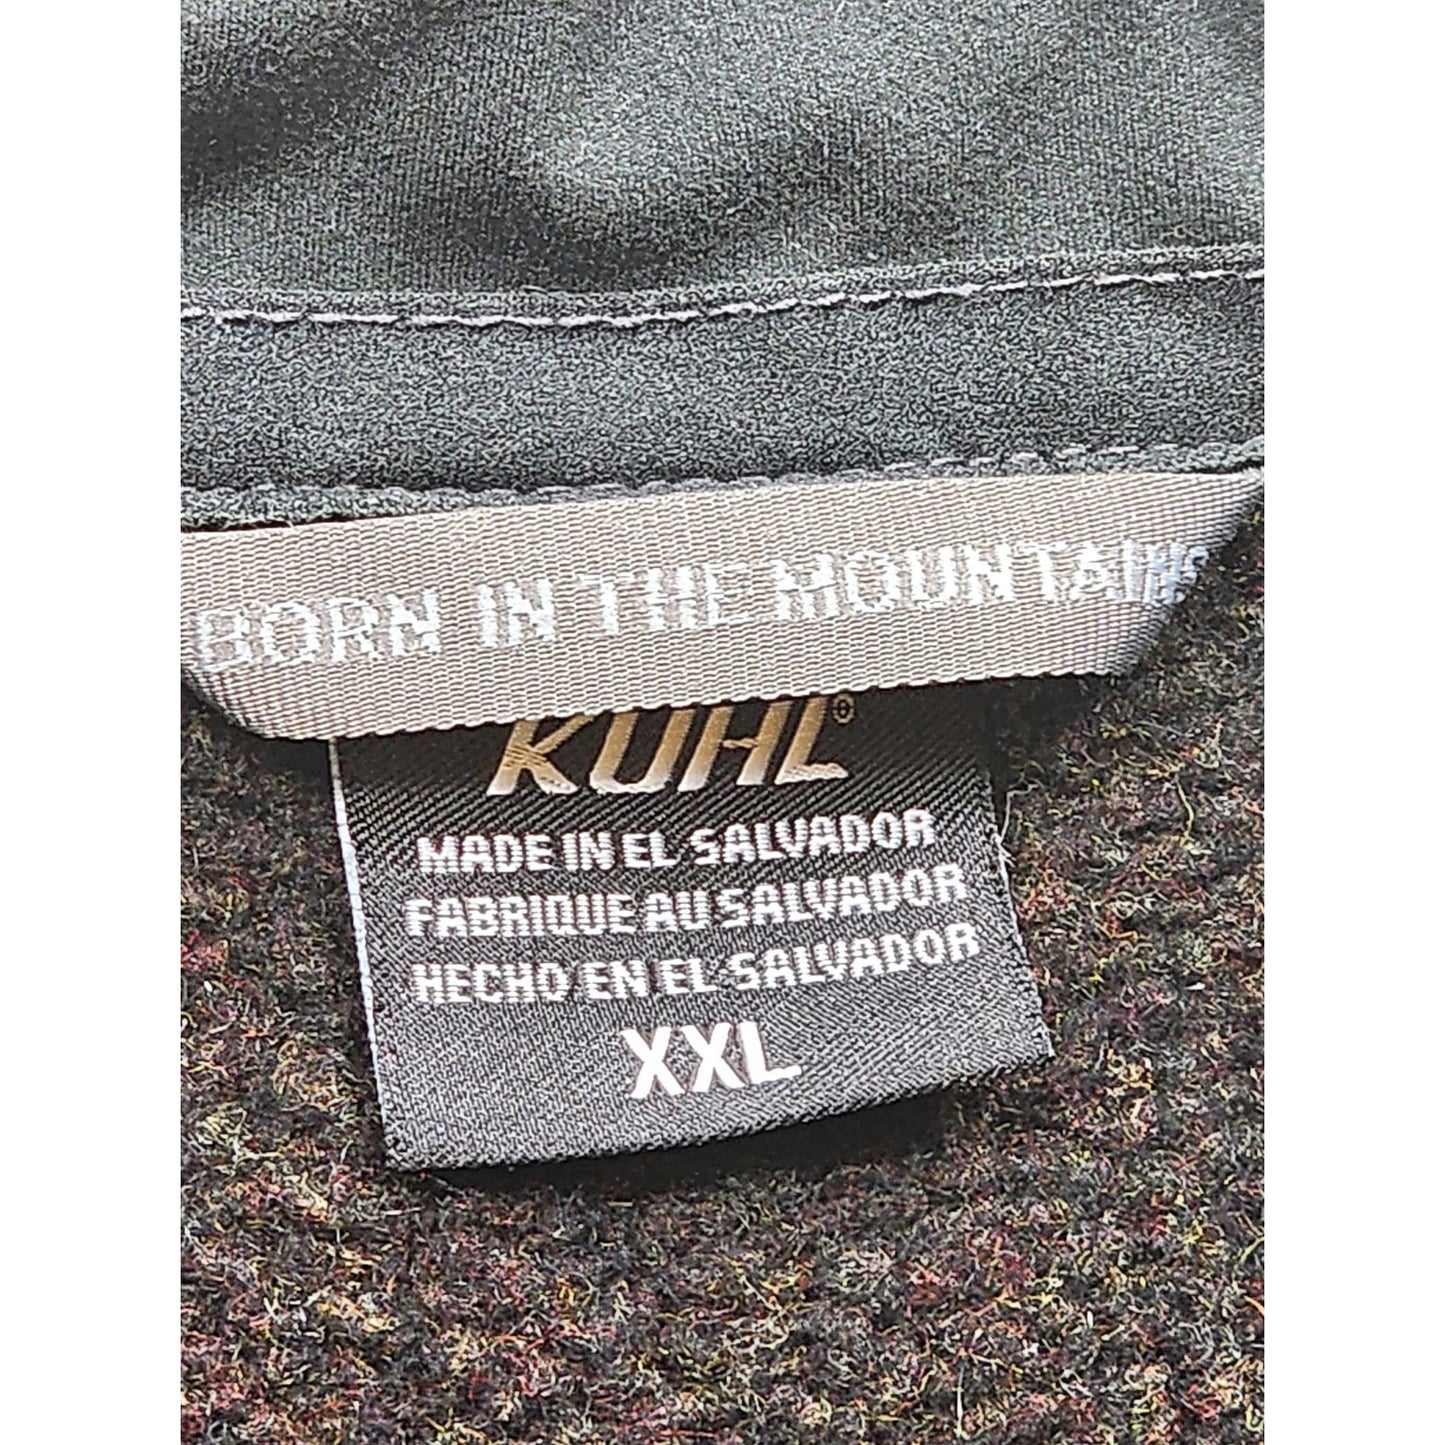 BORN IN THE MOUNTAINS
KUHL®
MADE IN EL SALVADOR
FABRIQUE AU SALVADOR
HECHO EN EL SALVADOR
XXL